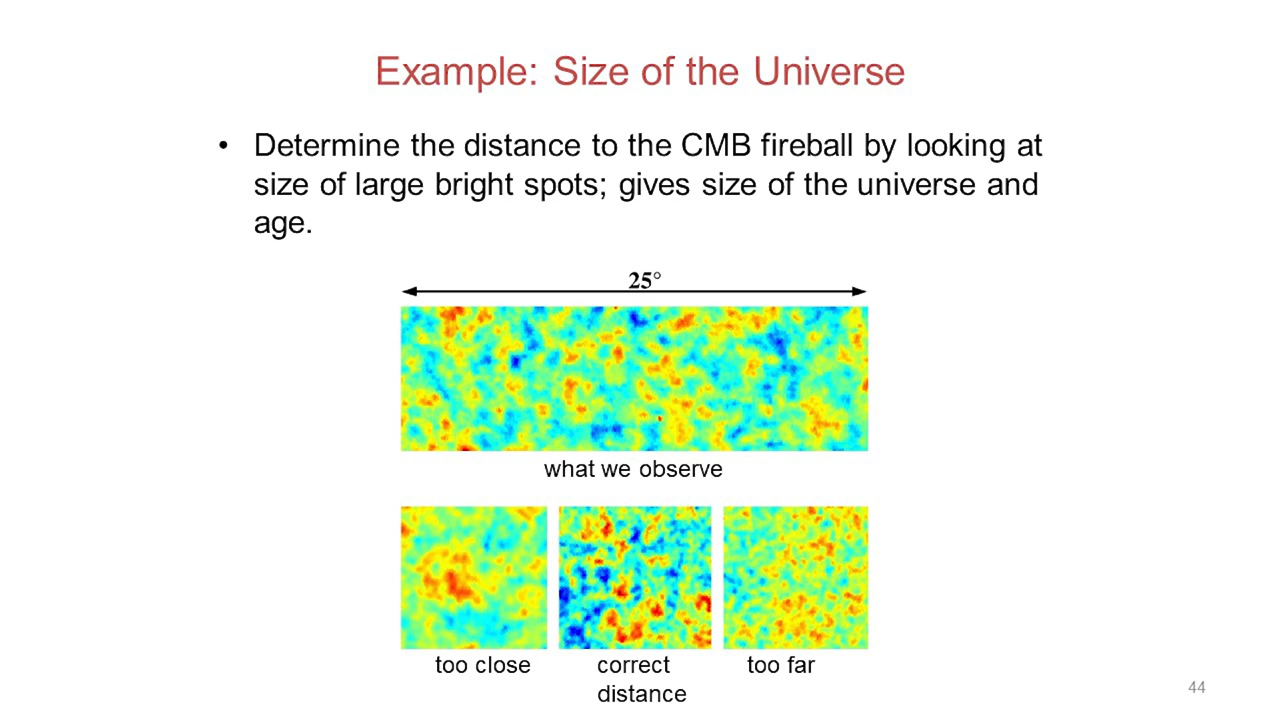 Example: Size of the Universe
• Determine the distance to the CMB fireball by looking at
size of large bright spots; gives size of the universe and
age.
25°
what we observe
too close
correct
distance
too far
44